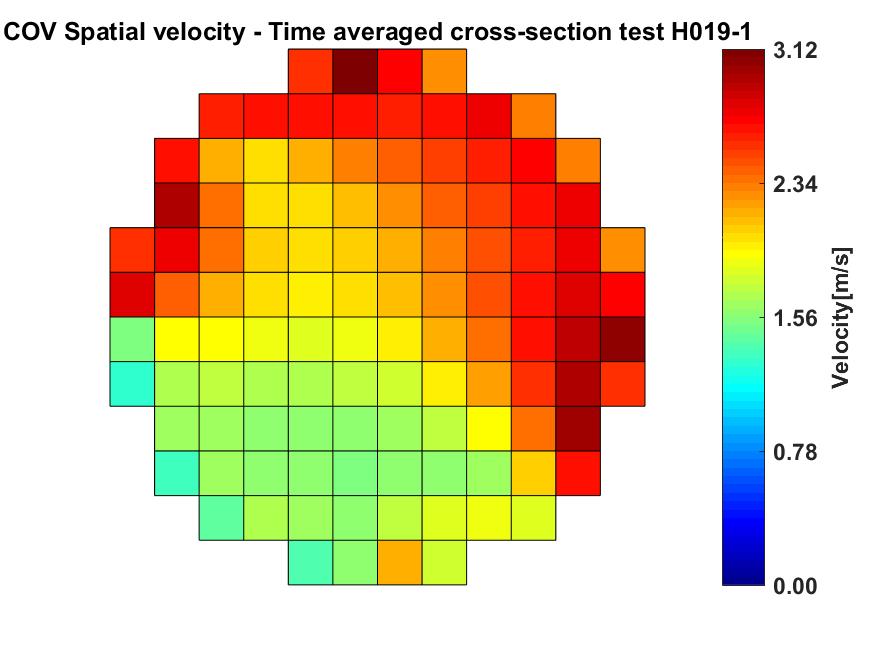 COV Spatial velocity - Time averaged cross-section test H019-1
3.12
2.34
1.56
0.78
0.00
Velocity[m/s]